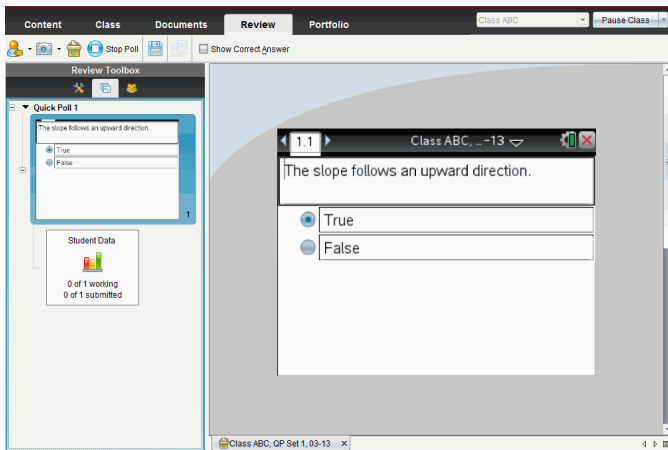 Content Class Documents Review Portfolio Class ABC Pause Class
Stop Poll Show Correct Answer
Review Toolbox
Quick Poll 1
The slope follows an upward direction.
True
False
1
Student Data
0 of 1 working
0 of 1 submitted
1.1 Class ABC, …-13
The slope follows an upward direction.
True
False
Class ABC, QP Set 1, 03-13